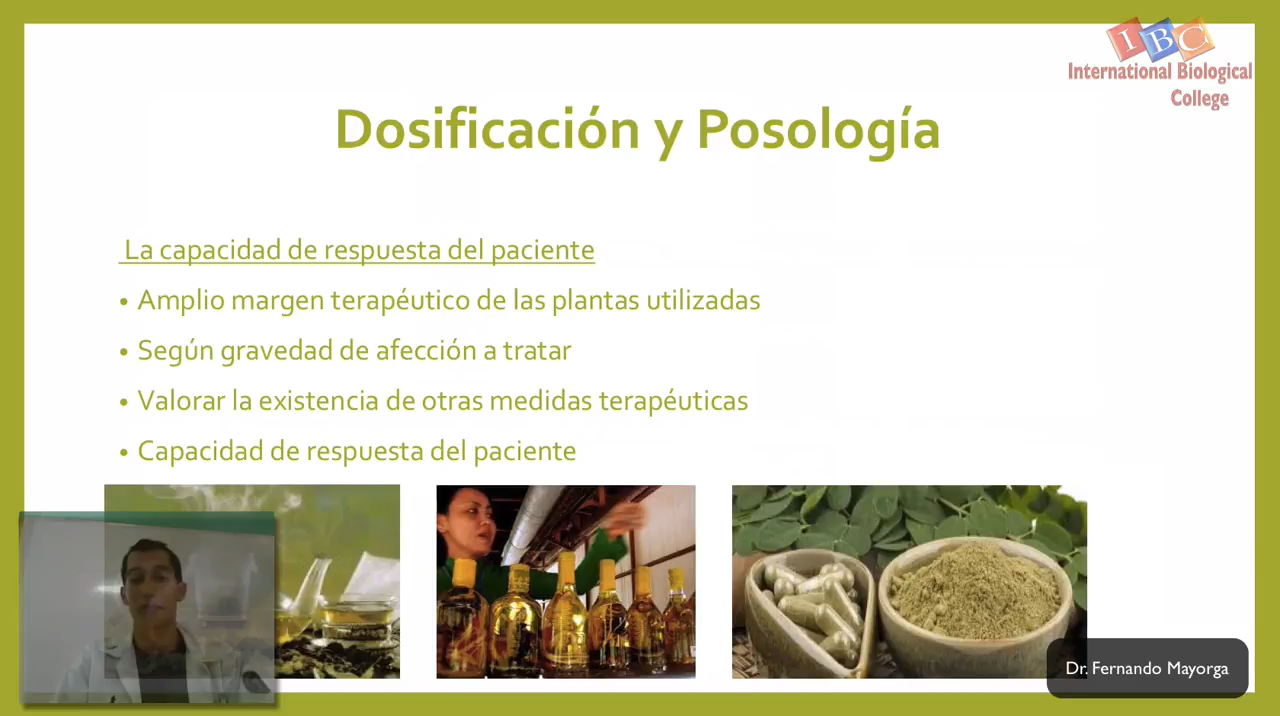 IBC
International Biological
College
Dosificación y Posología
La capacidad de respuesta del paciente
• Amplio margen terapéutico de las plantas utilizadas
• Según gravedad de afección a tratar
• Valorar la existencia de otras medidas terapéuticas
• Capacidad de respuesta del paciente
Dr. Fernando Mayorga